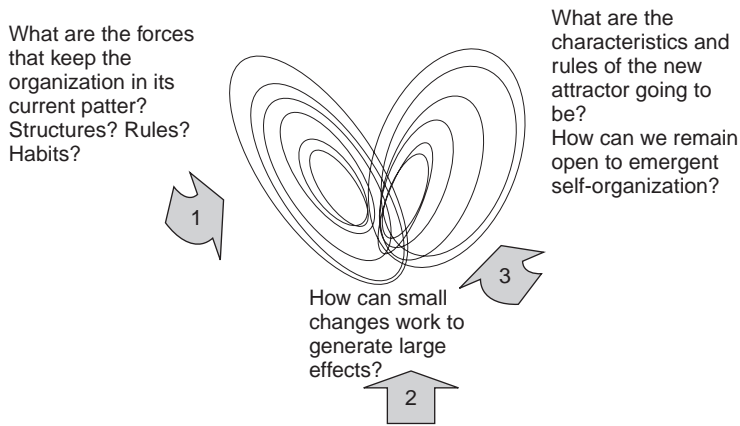 What are the forces
that keep the
organization in its
current patter?
Structures? Rules?
Habits?
1
How can small
changes work to
generate large
effects?
2
What are the
characteristics and
rules of the new
attractor going to
be?
How can we remain
open to emergent
self-organization?
3